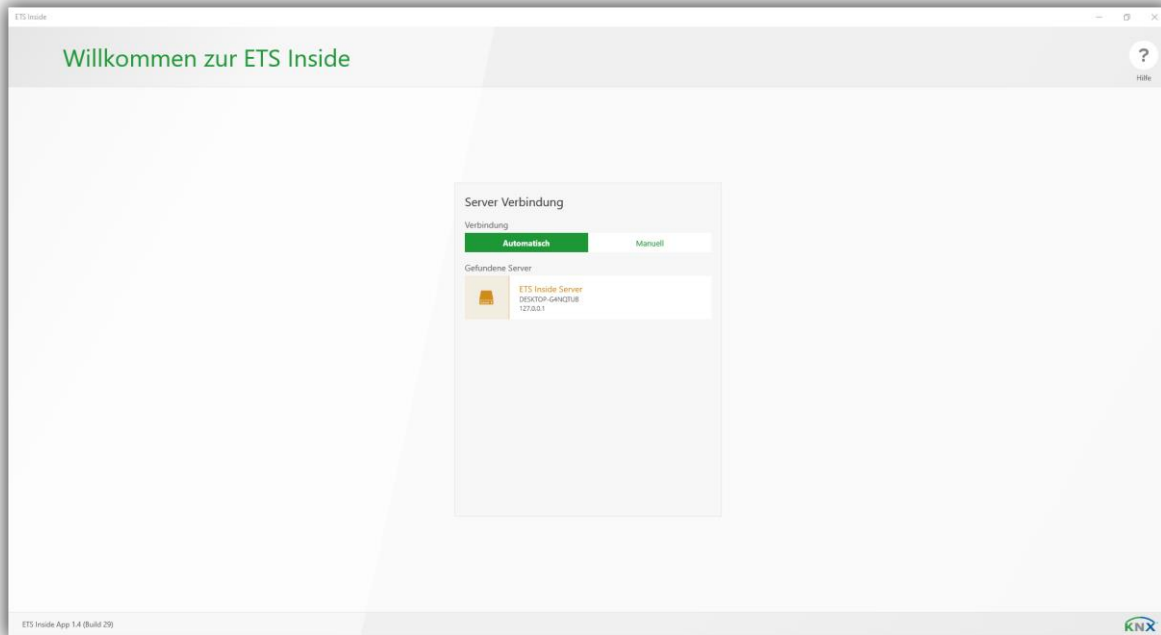 ETS Inside
Willkommen zur ETS Inside
?
Hilfe
Server Verbindung
Verbindung
Automatisch Manuell
Gefundene Server
ETS Inside Server
DESKTOP-G4NQTUB
127.0.0.1
ETS Inside App 1.4 (Build 29)
KNX